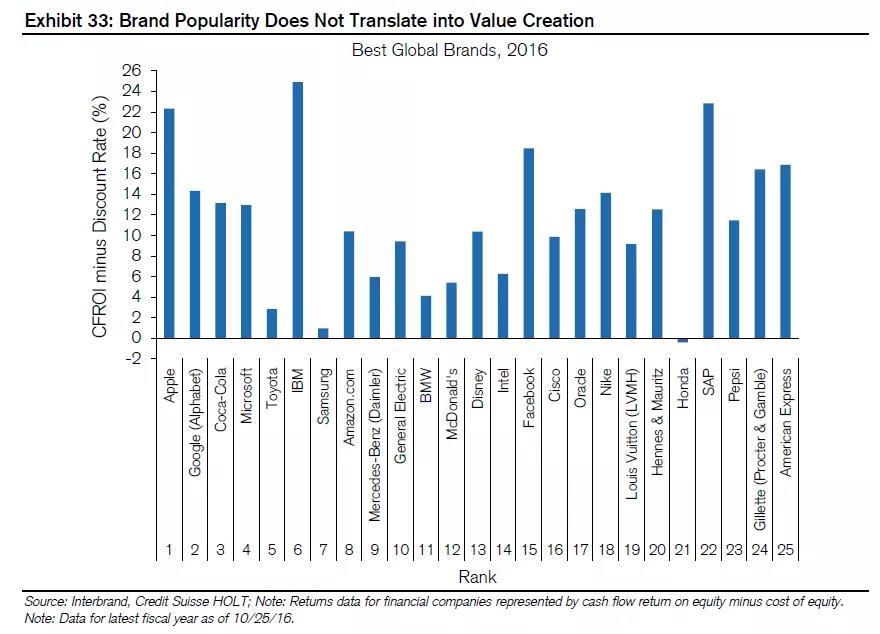 Exhibit 33: Brand Popularity Does Not Translate into Value Creation
Best Global Brands, 2016
CFROI minus Discount Rate (%)
26
24
22
20
18
16
14
12
10
8
6
4
2
0
-2
Apple
Google (Alphabet)
Coca-Cola
Microsoft
Toyota
IBM
Samsung
Amazon.com
Mercedes-Benz (Daimler)
General Electric
BMW
McDonald's
Disney
Intel
Facebook
Cisco
Oracle
Nike
Louis Vuitton (LVMH)
Hennes & Mauritz
Honda
SAP
Pepsi
Gillette (Procter & Gamble)
American Express
1 2 3 4 5 6 7 8 9 10 11 12 13 14 15 16 17 18 19 20 21 22 23 24 25
Rank
Source: Interbrand, Credit Suisse HOLT; Note: Returns data for financial companies represented by cash flow return on equity minus cost of equity.
Note: Data for latest fiscal year as of 10/25/16.